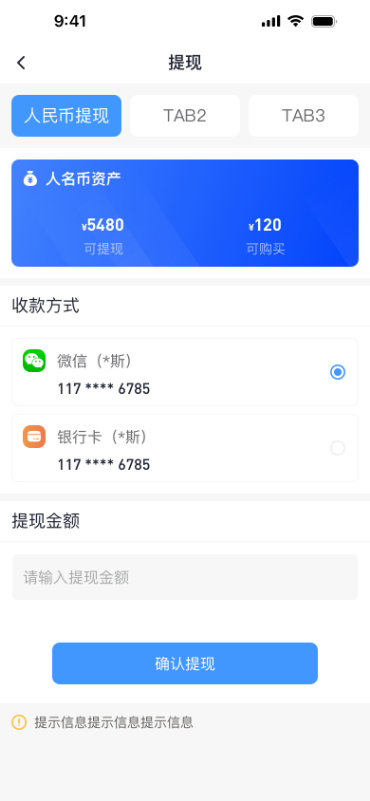 9:41
提现
人民币提现 TAB2 TAB3
人名币资产
¥5480 ¥120
可提现 可购买
收款方式
微信（*斯）
117 **** 6785
银行卡（*斯）
117 **** 6785
提现金额
请输入提现金额
确认提现
提示信息提示信息提示信息